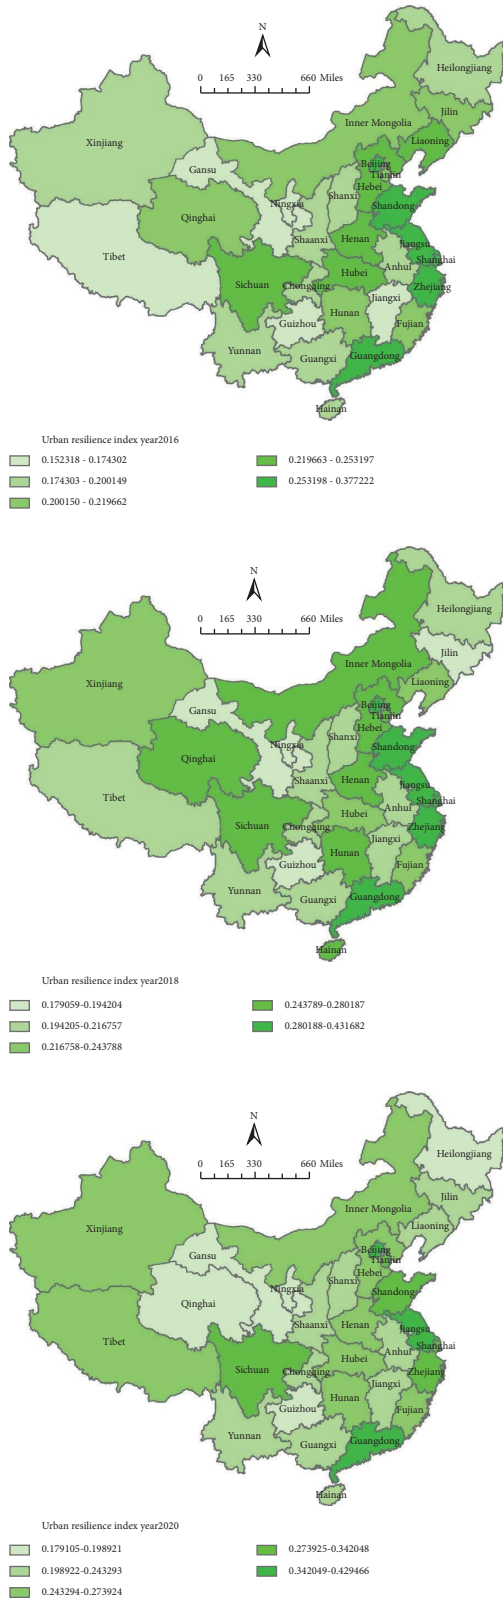 N
0 165 330 660 Miles
Heilongjiang
Jilin
Xinjiang
Inner Mongolia
Liaoning
Beijing
Tianjin
Gansu
Hebei
Ningxia
Shanxi
Shandong
Qinghai
Shaanxi
Henan
Jiangsu
Tibet
Shanghai
Anhui
Hubei
Sichuan
Chongqing
Zhejiang
Jiangxi
Hunan
Guizhou
Fujian
Yunnan
Guangxi
Guangdong
Hainan
Urban resilience index year2016
0.152318 - 0.174302
0.174303 - 0.200149
0.200150 - 0.219662
0.219663 - 0.253197
0.253198 - 0.377222
N
0 165 330 660 Miles
Heilongjiang
Jilin
Xinjiang
Inner Mongolia
Liaoning
Beijing
Tianjin
Gansu
Hebei
Ningxia
Shanxi
Shandong
Qinghai
Shaanxi
Henan
Jiangsu
Tibet
Shanghai
Anhui
Hubei
Sichuan
Chongqing
Zhejiang
Jiangxi
Hunan
Guizhou
Fujian
Yunnan
Guangxi
Guangdong
Hainan
Urban resilience index year2018
0.179059-0.194204
0.194205-0.216757
0.216758-0.243788
0.243789-0.280187
0.280188-0.431682
N
0 165 330 660 Miles
Heilongjiang
Jilin
Xinjiang
Inner Mongolia
Liaoning
Beijing
Tianjin
Gansu
Hebei
Ningxia
Shanxi
Shandong
Qinghai
Shaanxi
Henan
Jiangsu
Tibet
Shanghai
Anhui
Hubei
Sichuan
Chongqing
Zhejiang
Jiangxi
Hunan
Guizhou
Fujian
Yunnan
Guangxi
Guangdong
Hainan
Urban resilience index year2020
0.179105-0.198921
0.198922-0.243293
0.243294-0.273924
0.273925-0.342048
0.342049-0.429466